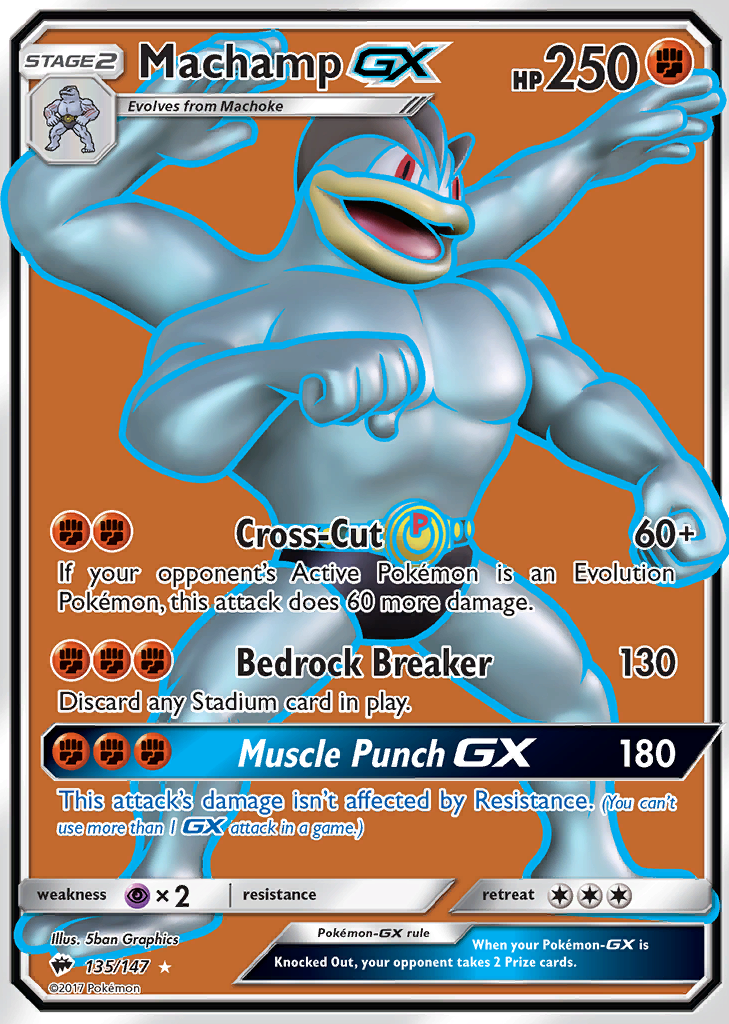 STAGE2 Machamp GX HP250
Evolves from Machoke
P
Cross-Cut 60+
If your opponent's Active Pokémon is an Evolution
Pokémon, this attack does 60 more damage.
Bedrock Breaker 130
Discard any Stadium card in play.
Muscle Punch GX 180
This attack's damage isn't affected by Resistance. (You can't
use more than 1 GX attack in a game.)
weakness ×2 resistance retreat
Illus. 5ban Graphics
Pokémon-GX rule
When your Pokémon-GX is
Knocked Out, your opponent takes 2 Prize cards.
135/147
©2017 Pokémon